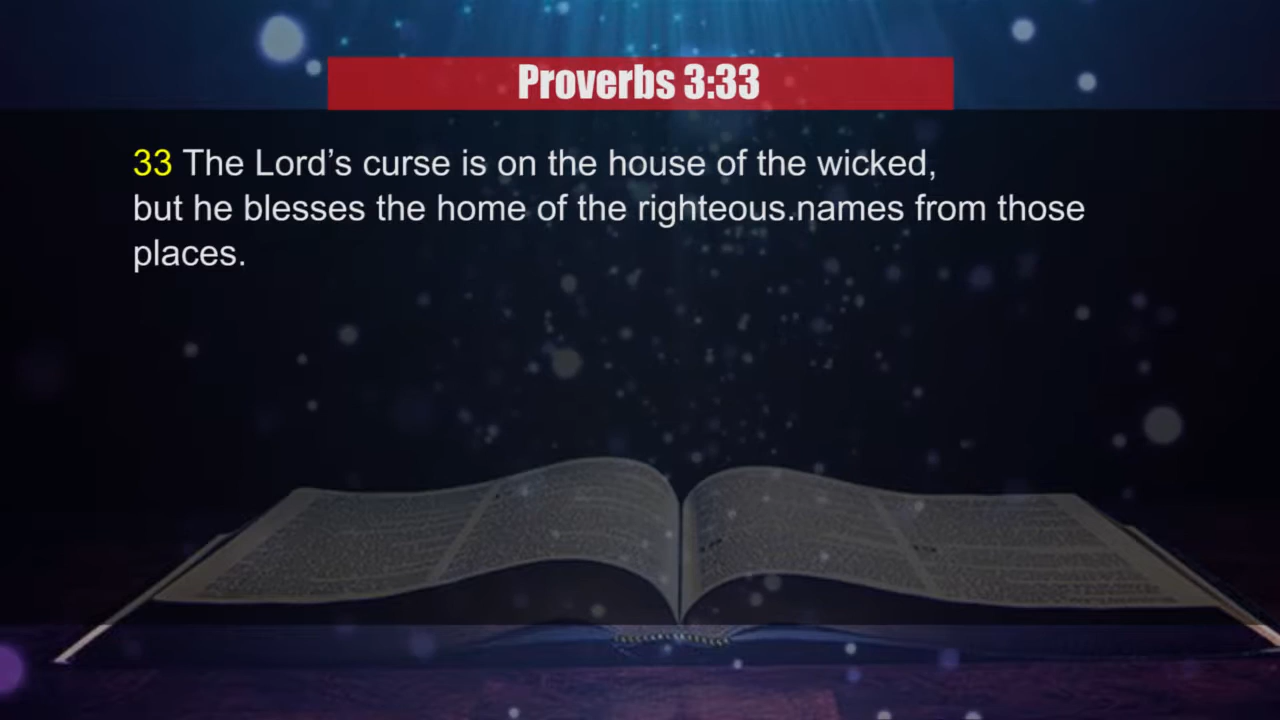 Proverbs 3:33
33 The Lord’s curse is on the house of the wicked,
but he blesses the home of the righteous.names from those
places.